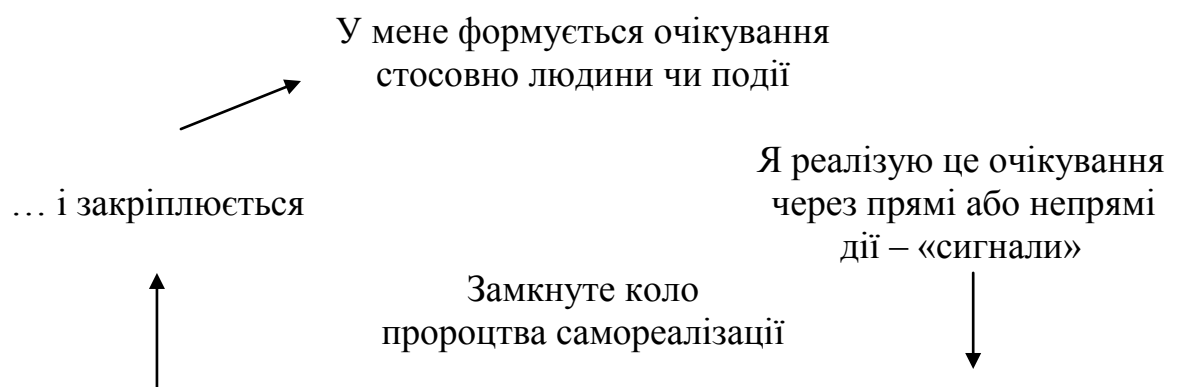 У мене формується очікування
стосовно людини чи події
Я реалізую це очікування
через прямі або непрямі
дії – «сигнали»
… і закріплюється
Замкнуте коло
пророцтва самореалізації